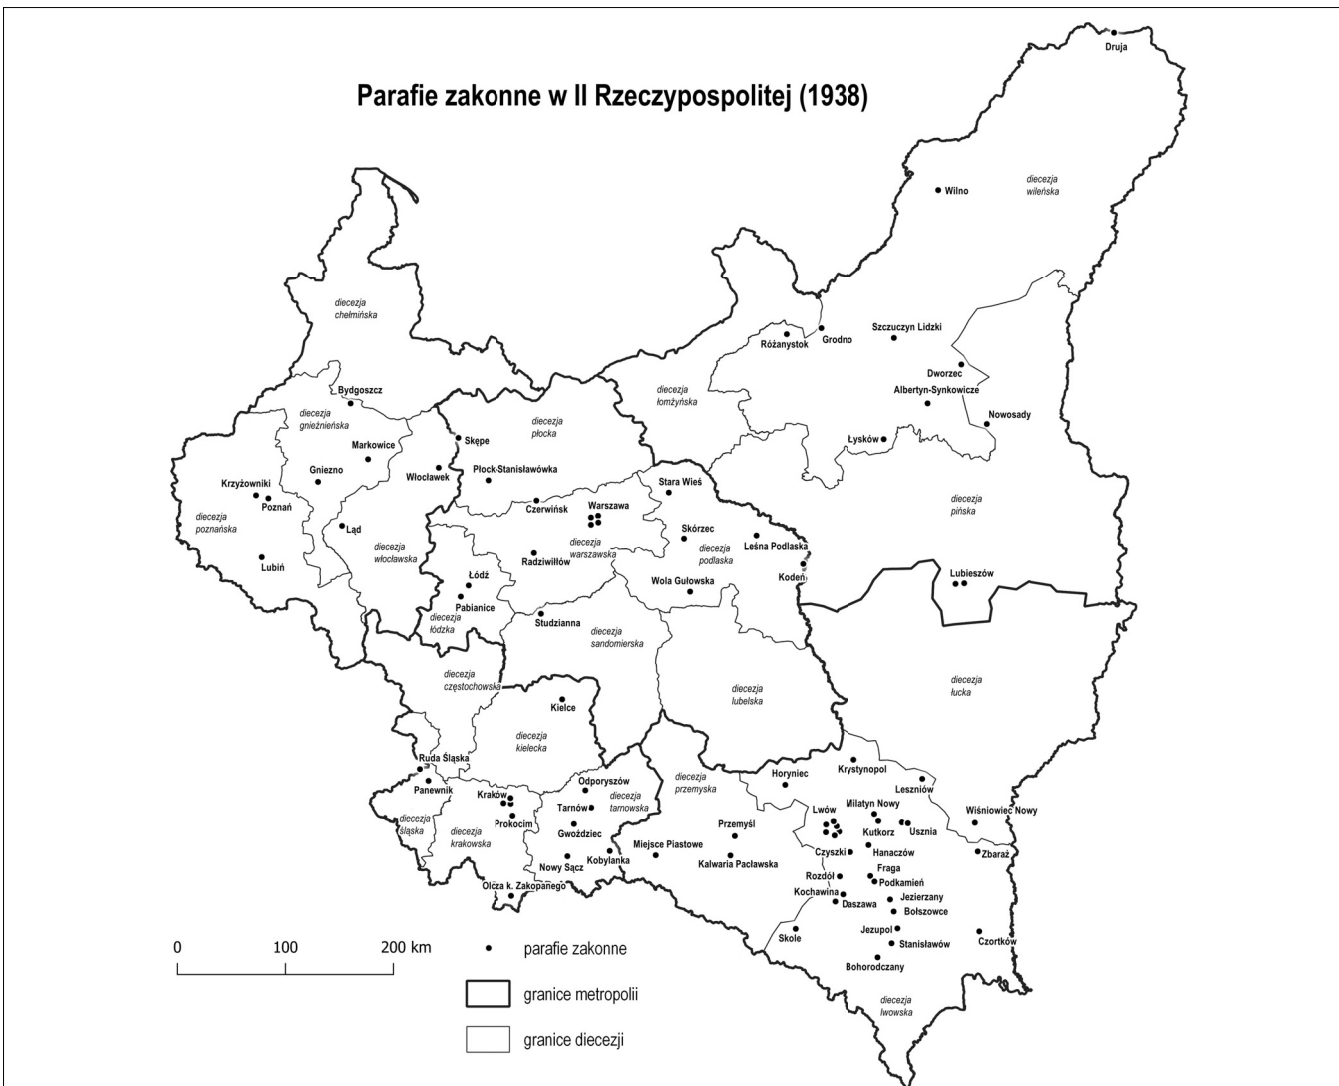 Parafie zakonne w II Rzeczypospolitej (1938)
Druja
Wilno
diecezja
wileńska
diecezja
chełmińska
Różanystok
Grodno
Szczuczyn Lidzki
Dworzec
Albertyn-Synkowicze
Nowosady
Łysków
diecezja
łomżyńska
Bydgoszcz
diecezja
gnieźnieńska
Markowice
Gniezno
Krzyżowniki
Poznań
diecezja
poznańska
Ląd
Lubiń
diecezja
włocławska
Włocławek
Skępe
diecezja
płocka
Płock-Stanisławówka
Czerwińsk
Warszawa
diecezja
warszawska
Radziwiłłów
Stara Wieś
Skórzec
diecezja
podlaska
Leśna Podlaska
Kodeń
Wola Gułowska
diecezja
pińska
Lubieszów
Łódź
Pabianice
diecezja
łódzka
Studzianna
diecezja
sandomierska
diecezja
częstochowska
diecezja
lubelska
diecezja
łucka
Kielce
diecezja
kielecka
Ruda Śląska
Panewnik
diecezja
śląska
Kraków
Prokocim
diecezja
krakowska
Olcza k. Zakopanego
Odporyszów
diecezja
tarnowska
Tarnów
Gwoździec
Nowy Sącz
Kobylanka
diecezja
przemyska
Miejsce Piastowe
Przemyśl
Kalwaria Pacławska
Horyniec
Krystynopol
Leszniów
Lwów
Milatyn Nowy
Kutkorz
Usznia
Wiśniowiec Nowy
Czyszki
Hanaczów
Zbaraż
Rozdół
Fraga
Podkamień
Kochawina
Daszawa
Jezierzany
Bołszowce
Skole
Jezupol
Stanisławów
Czortków
Bohorodczany
diecezja
lwowska
0 100 200 km
parafie zakonne
granice metropolii
granice diecezji